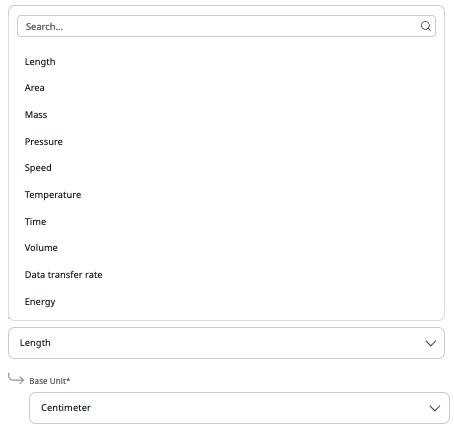 Search...
Length
Area
Mass
Pressure
Speed
Temperature
Time
Volume
Data transfer rate
Energy
Length
Base Unit*
Centimeter